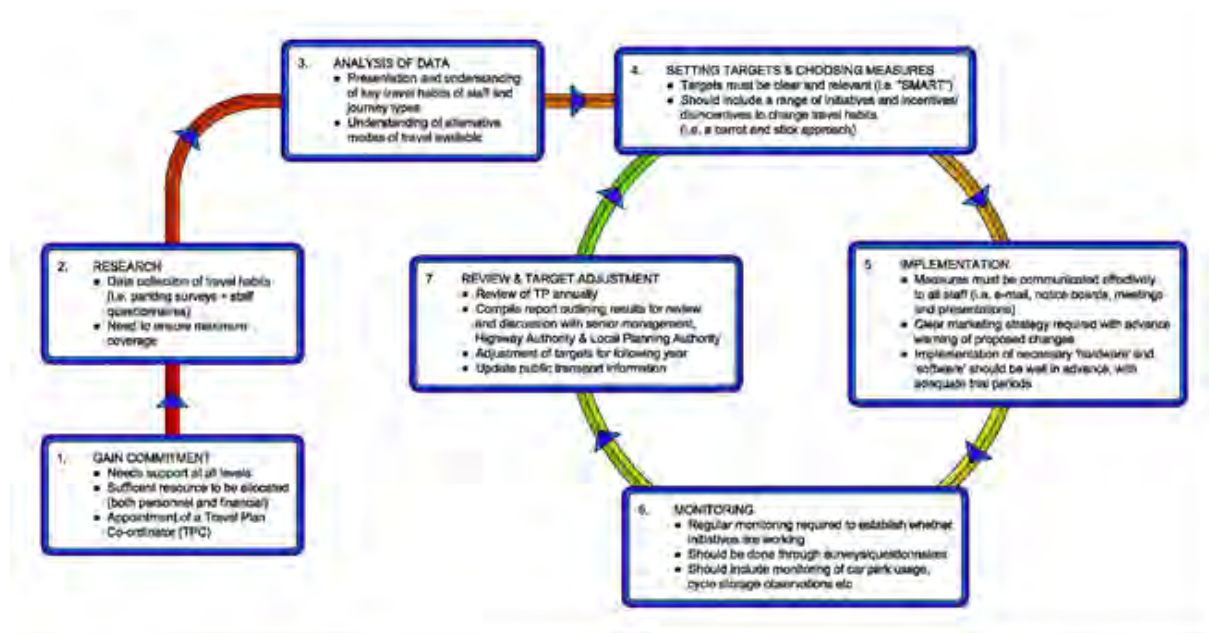 1. GAIN COMMITMENT
• Needs support at all levels
• Sufficent resource to be allocated
(both personnel and financial)
• Appointment of a Travel Plan
Co-ordinator (TPC)
2. RESEARCH
• Data collection of travel habits
(i.e. parking surveys + staff
questionnaires)
• Need to ensure maximum
coverage
3. ANALYSIS OF DATA
• Presentation and understanding
of key travel habits of staff and
journey types
• Understanding of alternative
modes of travel available
4. SETTING TARGETS & CHOOSING MEASURES
• Targets must be clear and relevant (i.e. "SMART")
• Should include a range of initiatives and incentives/
disincentives to change travel habits
(i.e. a carrot and stick approach)
5 IMPLEMENTATION
• Measures must be communicated effectively
to all staff (i.e. e-mail, notice boards, meetings
and presentations)
• Clear marketing strategy required with advance
warning of proposed changes
• Implementation of necessary 'hardware' and
'software' should be well in advance, with
adequate trial periods
6. MONITORING
• Regular monitoring required to establish whether
initiatives are working
• Should be done through surveys/questionnaires
• Should include monitoring of car park usage,
cycle storage observations etc
7 REVIEW & TARGET ADJUSTMENT
• Review of TP annually
• Compile report outlining results for review
and discussion with senior management,
Highway Authority & Local Planning Authority
• Adjustment of targets for following year
• Update public transport information